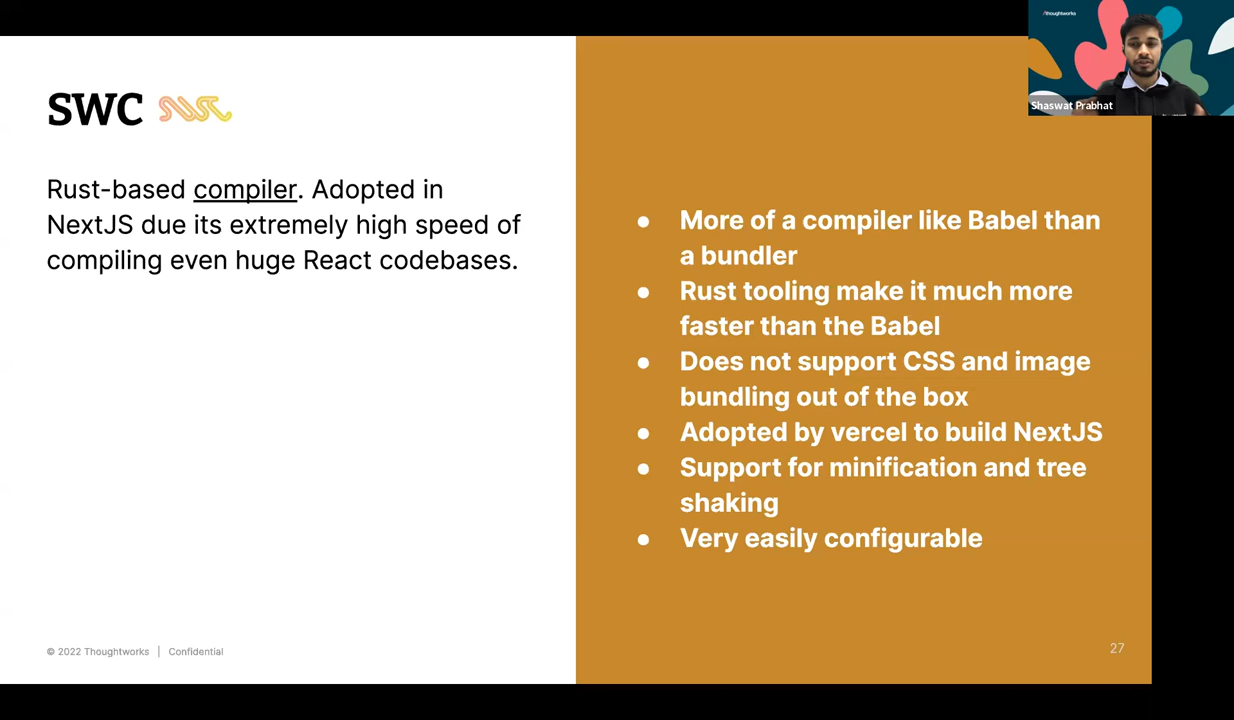 /thoughtworks
Shaswat Prabhat
SWC
Rust-based compiler. Adopted in
NextJS due its extremely high speed of
compiling even huge React codebases.
● More of a compiler like Babel than
a bundler
● Rust tooling make it much more
faster than the Babel
● Does not support CSS and image
bundling out of the box
● Adopted by vercel to build NextJS
● Support for minification and tree
shaking
● Very easily configurable
© 2022 Thoughtworks | Confidential
27